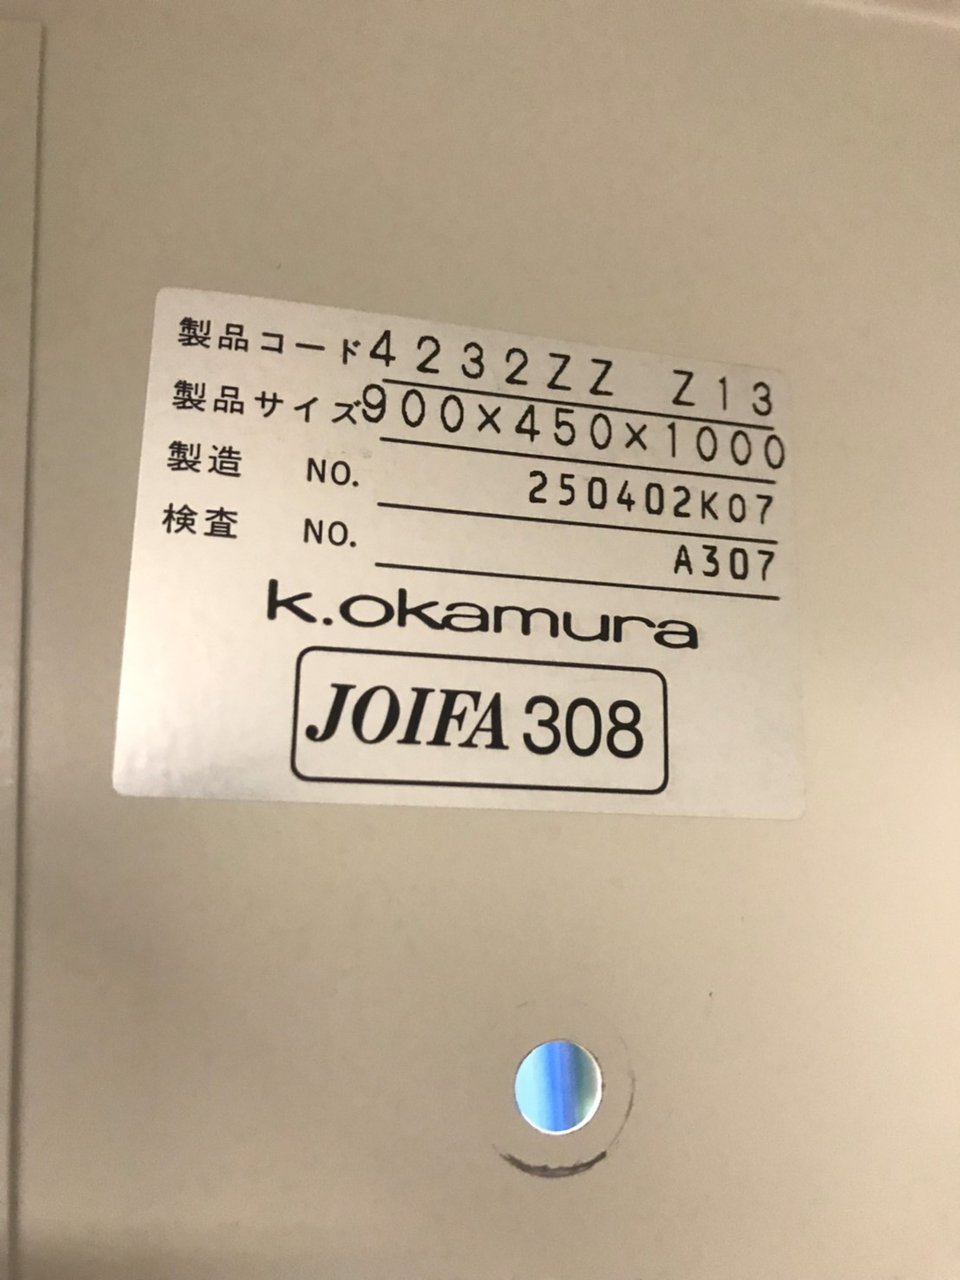 製品コード 4232ZZ Z13
製品サイズ 900×450×1000
製造 NO. 250402K07
検査 NO. A307
k.okamura
JOIFA 308